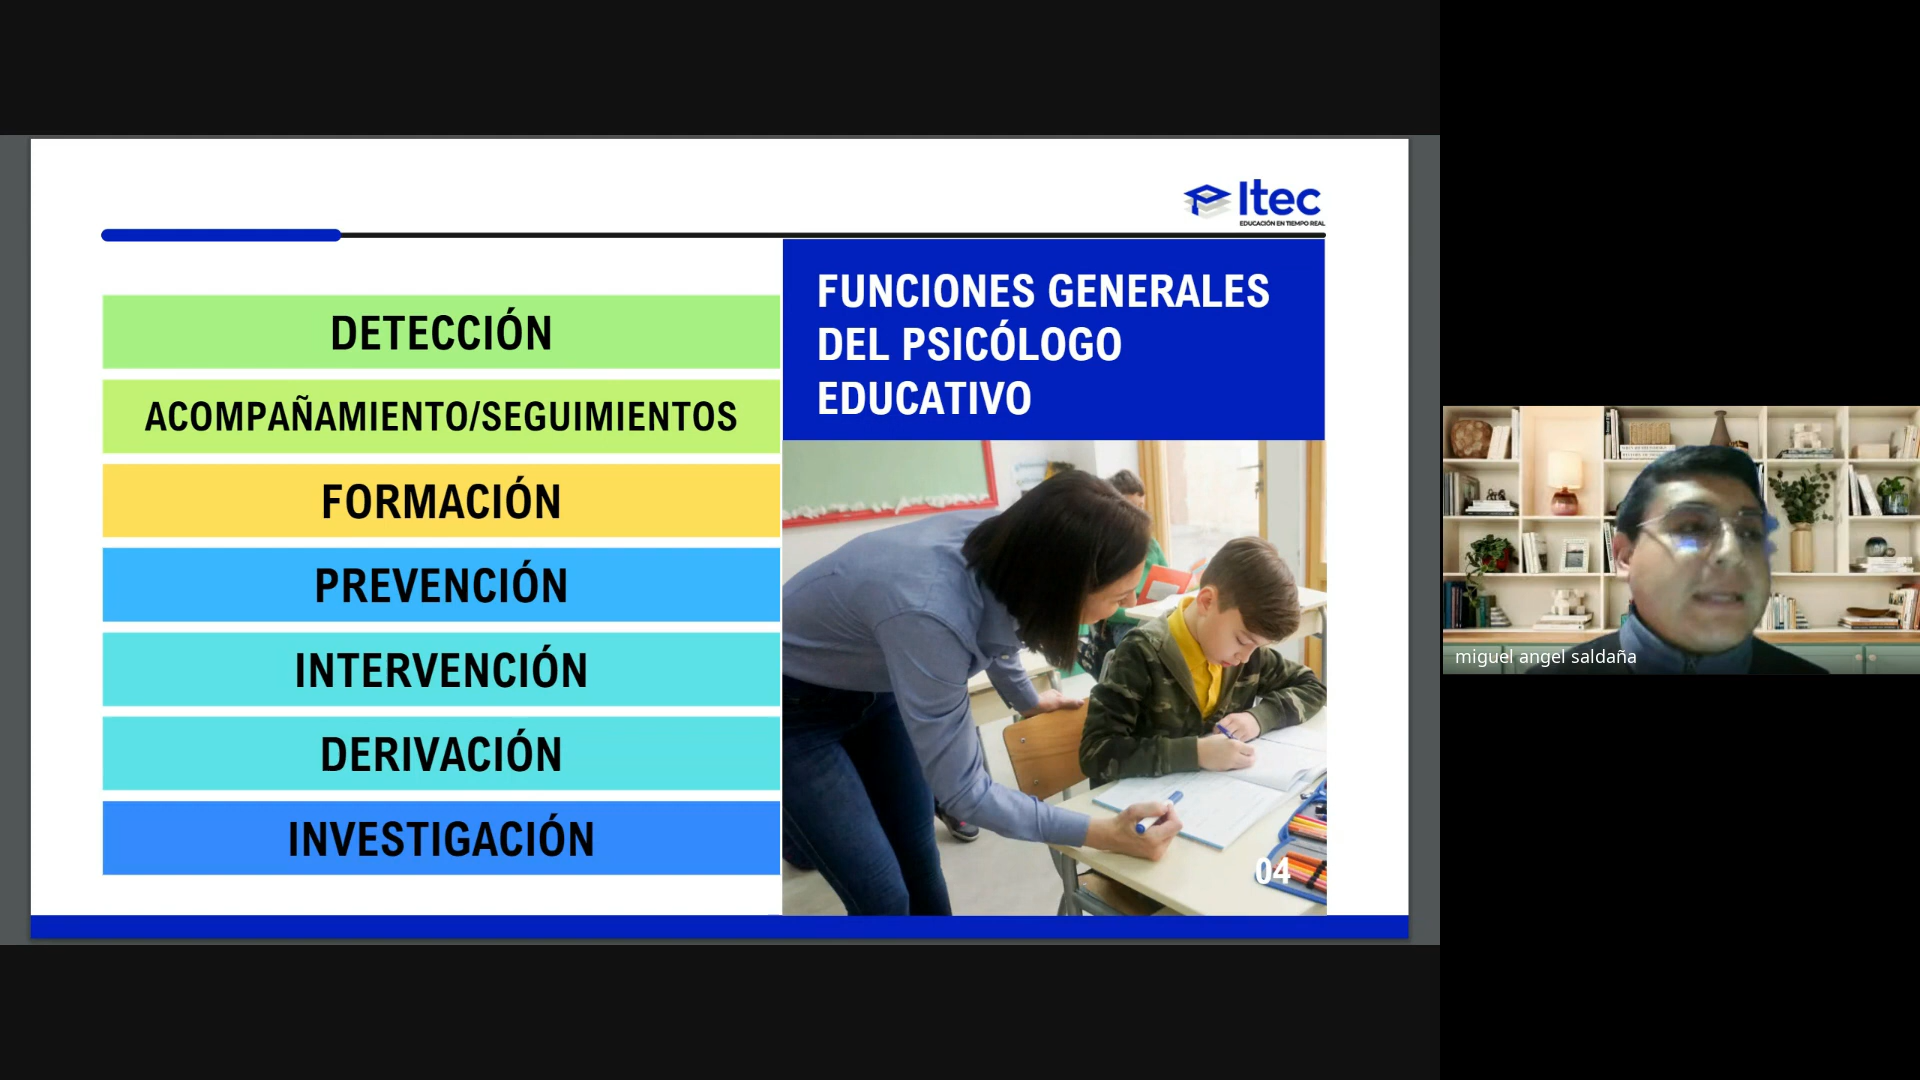 Itec
EDUCACIÓN EN TIEMPO REAL
FUNCIONES GENERALES
DEL PSICÓLOGO
EDUCATIVO
DETECCIÓN
ACOMPAÑAMIENTO/SEGUIMIENTOS
FORMACIÓN
PREVENCIÓN
INTERVENCIÓN
DERIVACIÓN
INVESTIGACIÓN
04
miguel angel saldaña